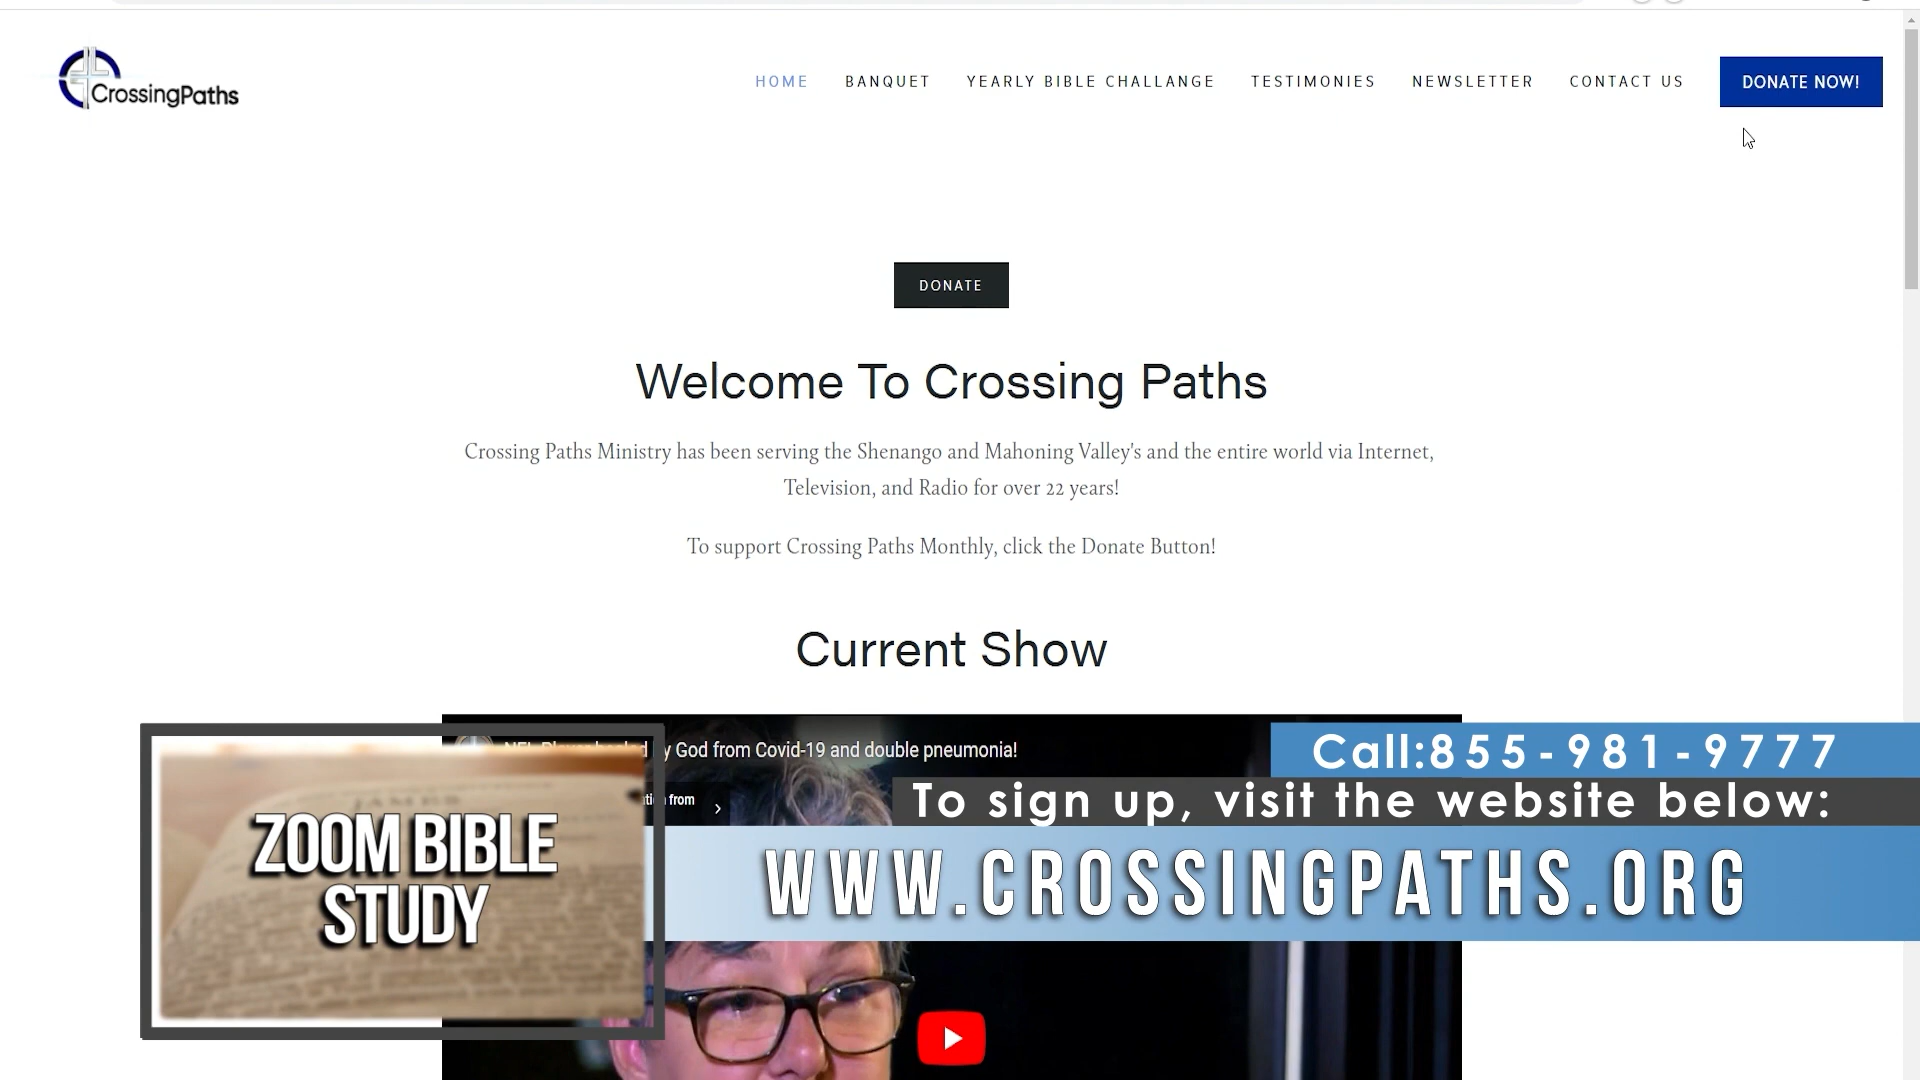 CrossingPaths
HOME BANQUET YEARLY BIBLE CHALLANGE TESTIMONIES NEWSLETTER CONTACT US DONATE NOW!
DONATE
Welcome To Crossing Paths
Crossing Paths Ministry has been serving the Shenango and Mahoning Valley's and the entire world via Internet,
Television, and Radio for over 22 years!
To support Crossing Paths Monthly, click the Donate Button!
Current Show
God from Covid-19 and double pneumonia!
from
Call:855-981-9777
To sign up, visit the website below:
WWW.CROSSINGPATHS.ORG
ZOOM BIBLE
STUDY